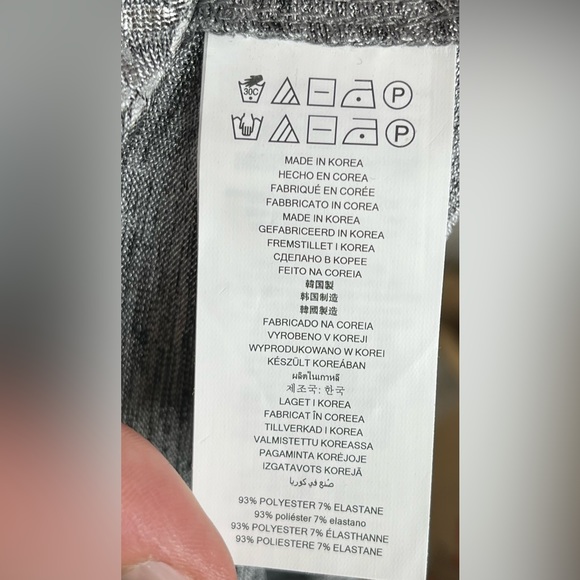 30C
P
P
MADE IN KOREA
HECHO EN COREA
FABRIQUÉ EN CORÉE
FABBRICATO IN COREA
MADE IN KOREA
GEFABRICEERD IN KOREA
FREMSTILLET I KOREA
СДЕЛАНО В КОРЕЕ
FEITO NA COREIA
韓国製
韩国制造
韓國製造
FABRICADO NA COREIA
VYROBENO V KOREJI
WYPRODUKOWANO W KOREI
KÉSZÜLT KOREÁBAN
ผลิตในเกาหลี
제조국: 한국
LAGET I KOREA
FABRICAT ÎN COREEA
TILLVERKAD I KOREA
VALMISTETTU KOREASSA
PAGAMINTA KORĖJOJE
IZGATAVOTS KOREJĀ
صنع في كوريا
93% POLYESTER 7% ELASTANE
93% poliéster 7% elastano
93% POLYESTER 7% ÉLASTHANNE
93% POLIESTERE 7% ELASTANE